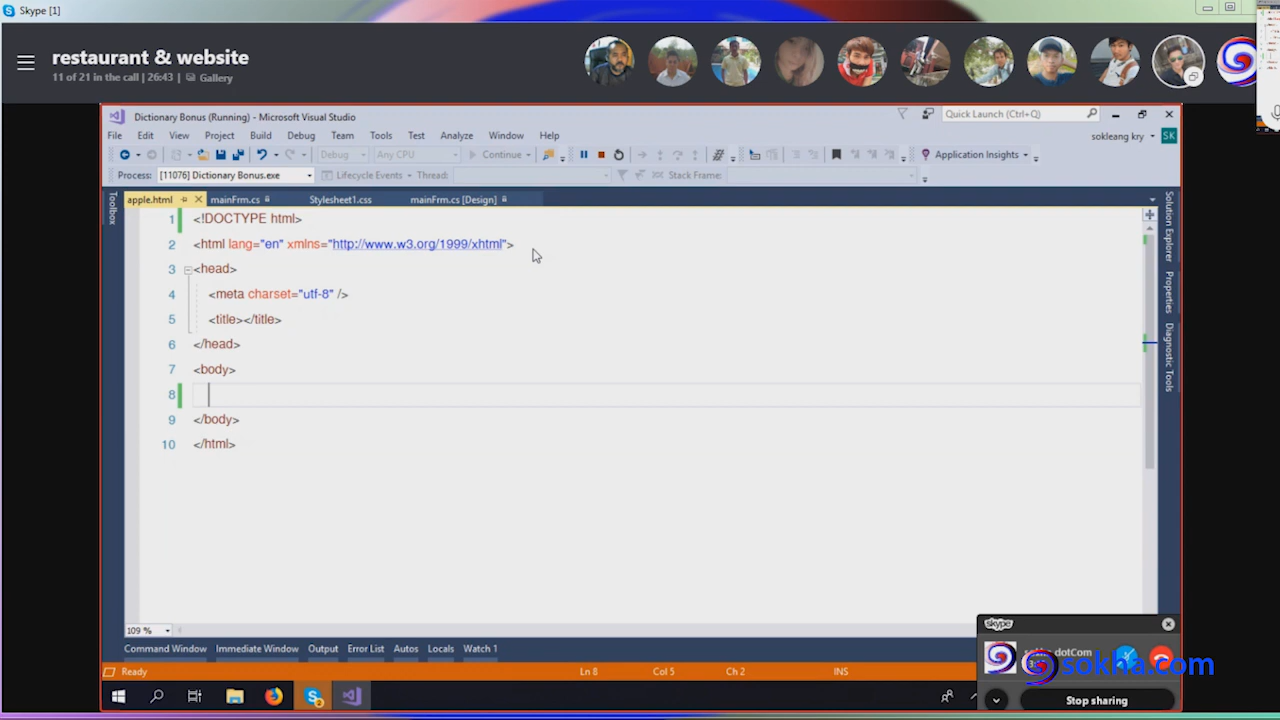 Skype [1]
restaurant & website
11 of 21 in the call | 26:43 | Gallery
Dictionary Bonus (Running) - Microsoft Visual Studio
Quick Launch (Ctrl+Q)
File Edit View Project Build Debug Team Tools Test Analyze Window Help
sokleang kry SK
Debug Any CPU Continue Application Insights
Process: [11076] Dictionary Bonus.exe Lifecycle Events Thread: Stack Frame:
Toolbox
apple.html mainFrm.cs Stylesheet1.css mainFrm.cs [Design]
1 <!DOCTYPE html>
2 <html lang="en" xmlns="http://www.w3.org/1999/xhtml">
3 <head>
4 <meta charset="utf-8" />
5 <title></title>
6 </head>
7 <body>
8
9 </body>
10 </html>
Solution Explorer
Properties
Diagnostic Tools
109 %
Command Window Immediate Window Output Error List Autos Locals Watch 1
Ready Ln 8 Col 5 Ch 2 INS
skype
sokha dotCom
sokha.com
Stop sharing